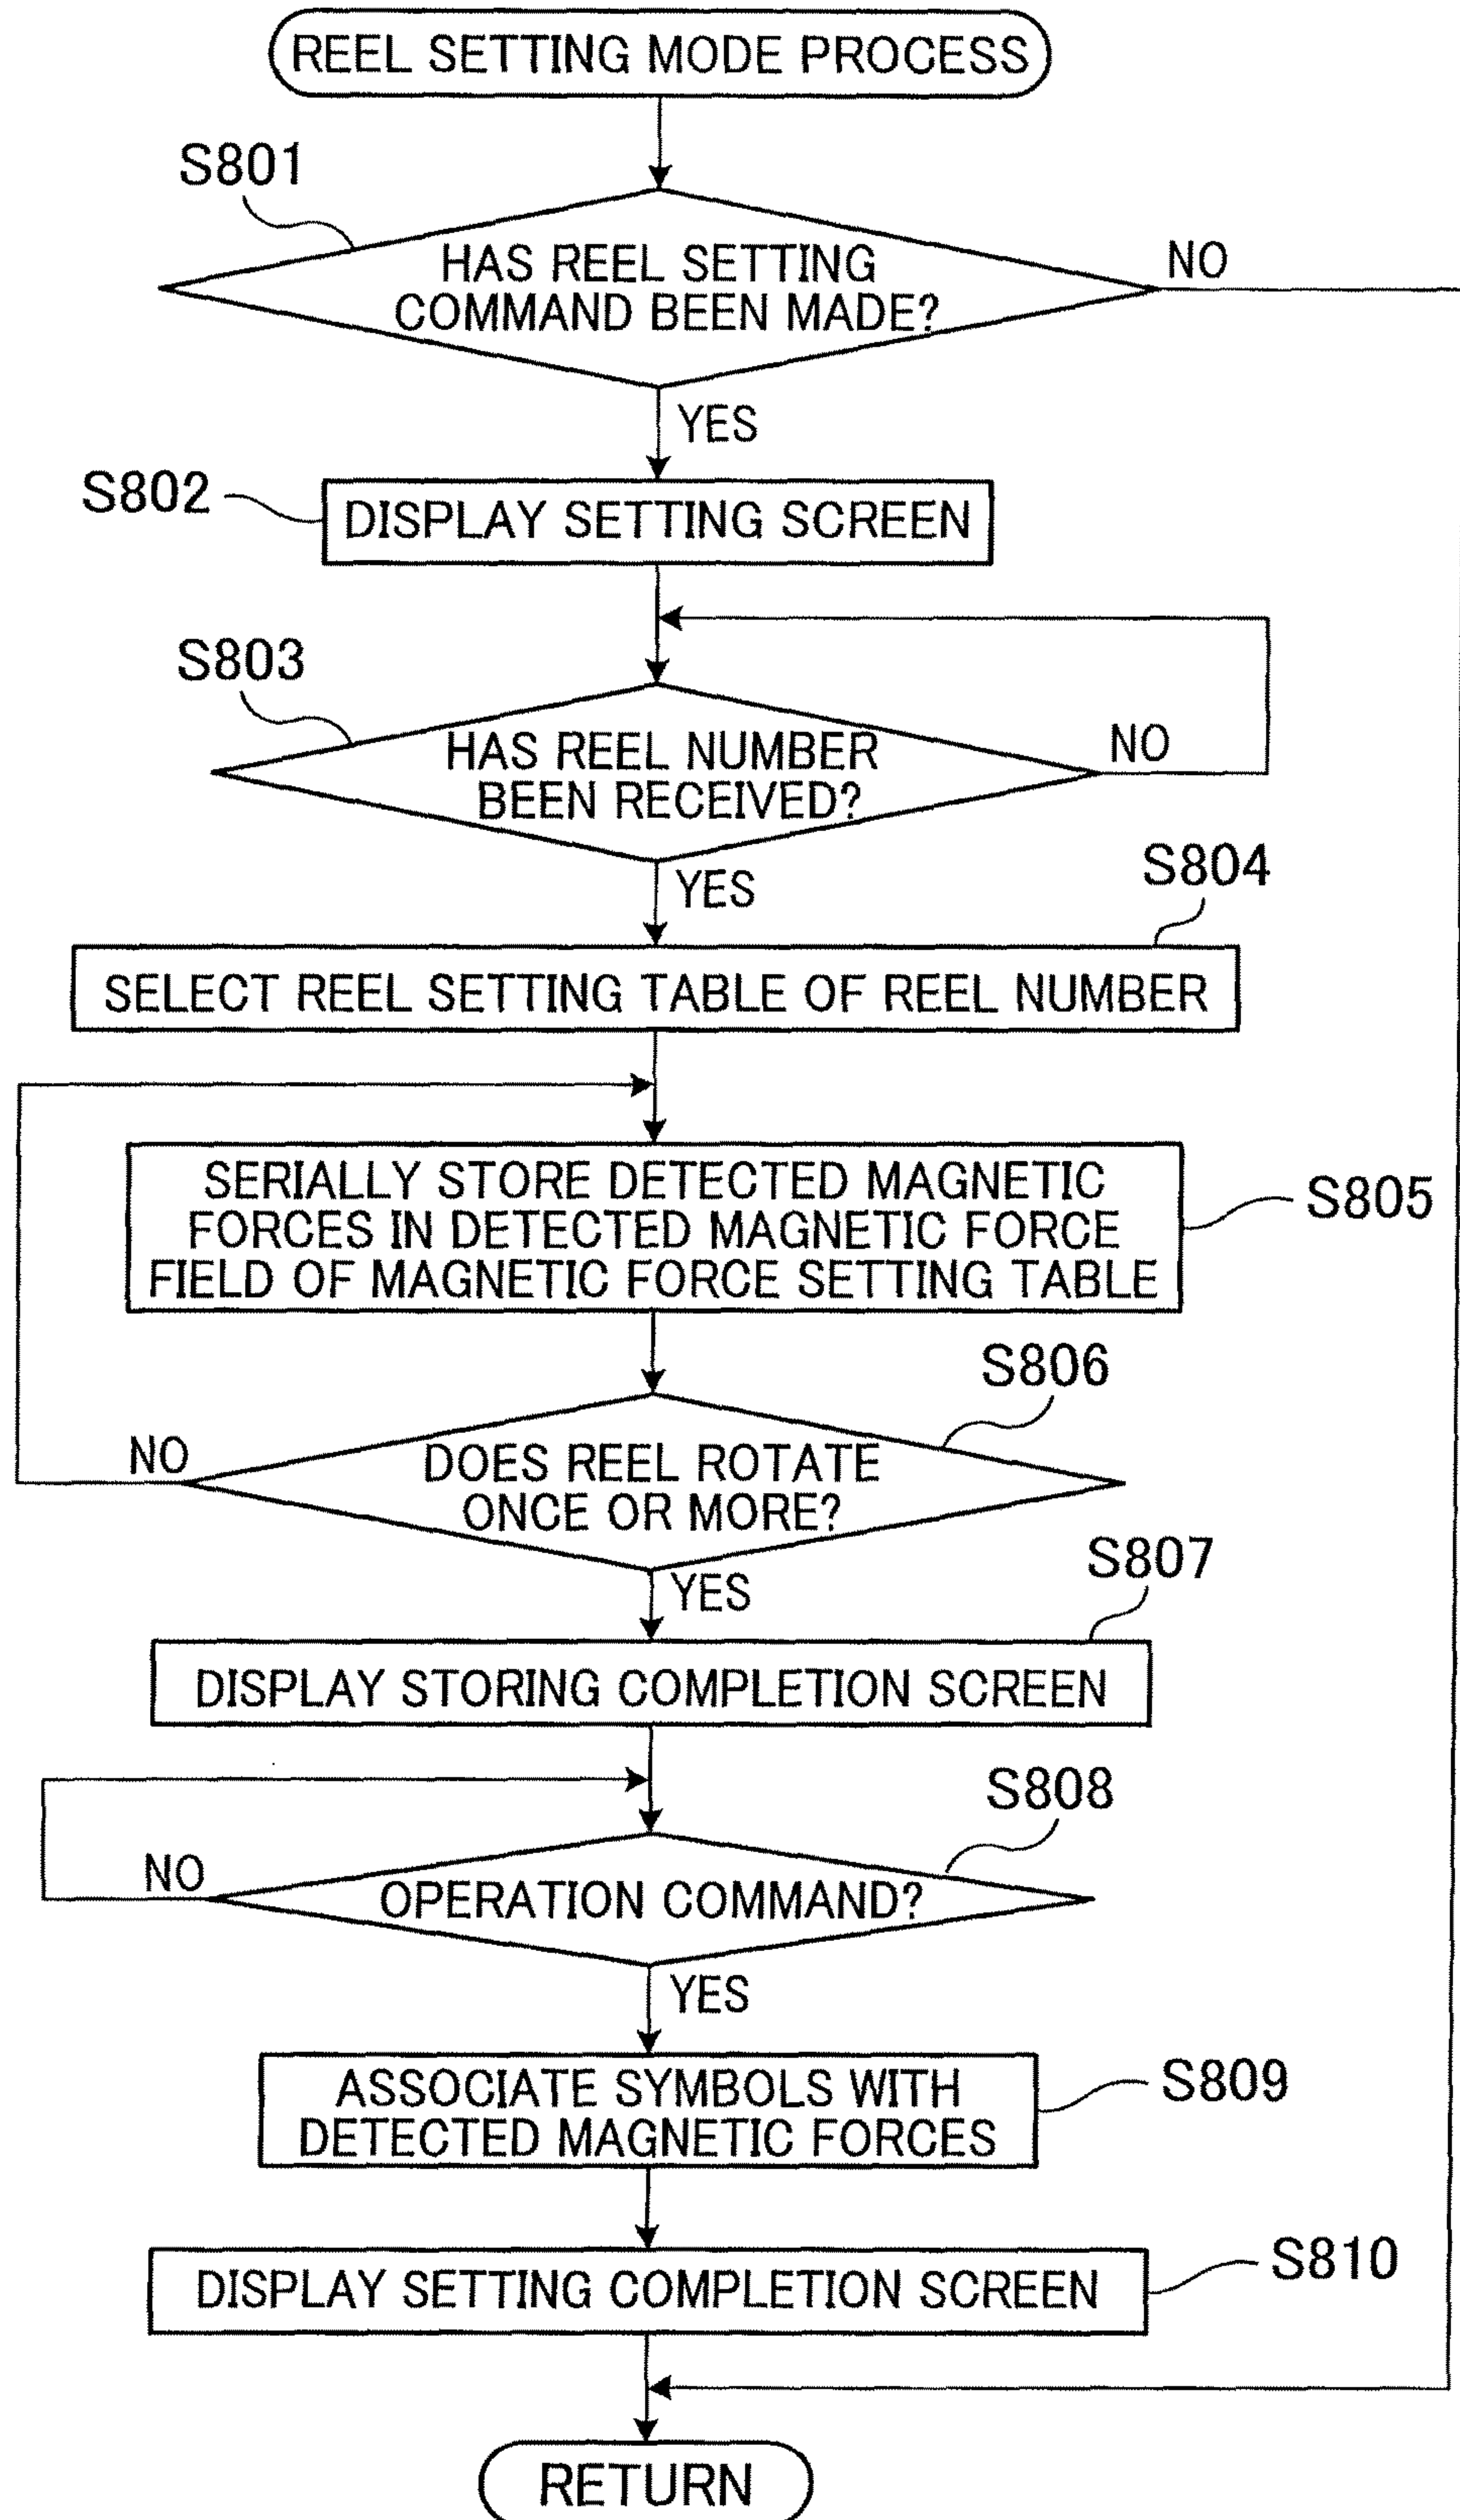 REEL SETTING MODE PROCESS
S801
HAS REEL SETTING
COMMAND BEEN MADE?
NO
YES
S802
DISPLAY SETTING SCREEN
S803
HAS REEL NUMBER
BEEN RECEIVED?
NO
YES
S804
SELECT REEL SETTING TABLE OF REEL NUMBER
SERIALLY STORE DETECTED MAGNETIC
FORCES IN DETECTED MAGNETIC FORCE
FIELD OF MAGNETIC FORCE SETTING TABLE
S805
S806
NO
DOES REEL ROTATE
ONCE OR MORE?
YES
S807
DISPLAY STORING COMPLETION SCREEN
S808
NO
OPERATION COMMAND?
YES
ASSOCIATE SYMBOLS WITH
DETECTED MAGNETIC FORCES
S809
DISPLAY SETTING COMPLETION SCREEN
S810
RETURN